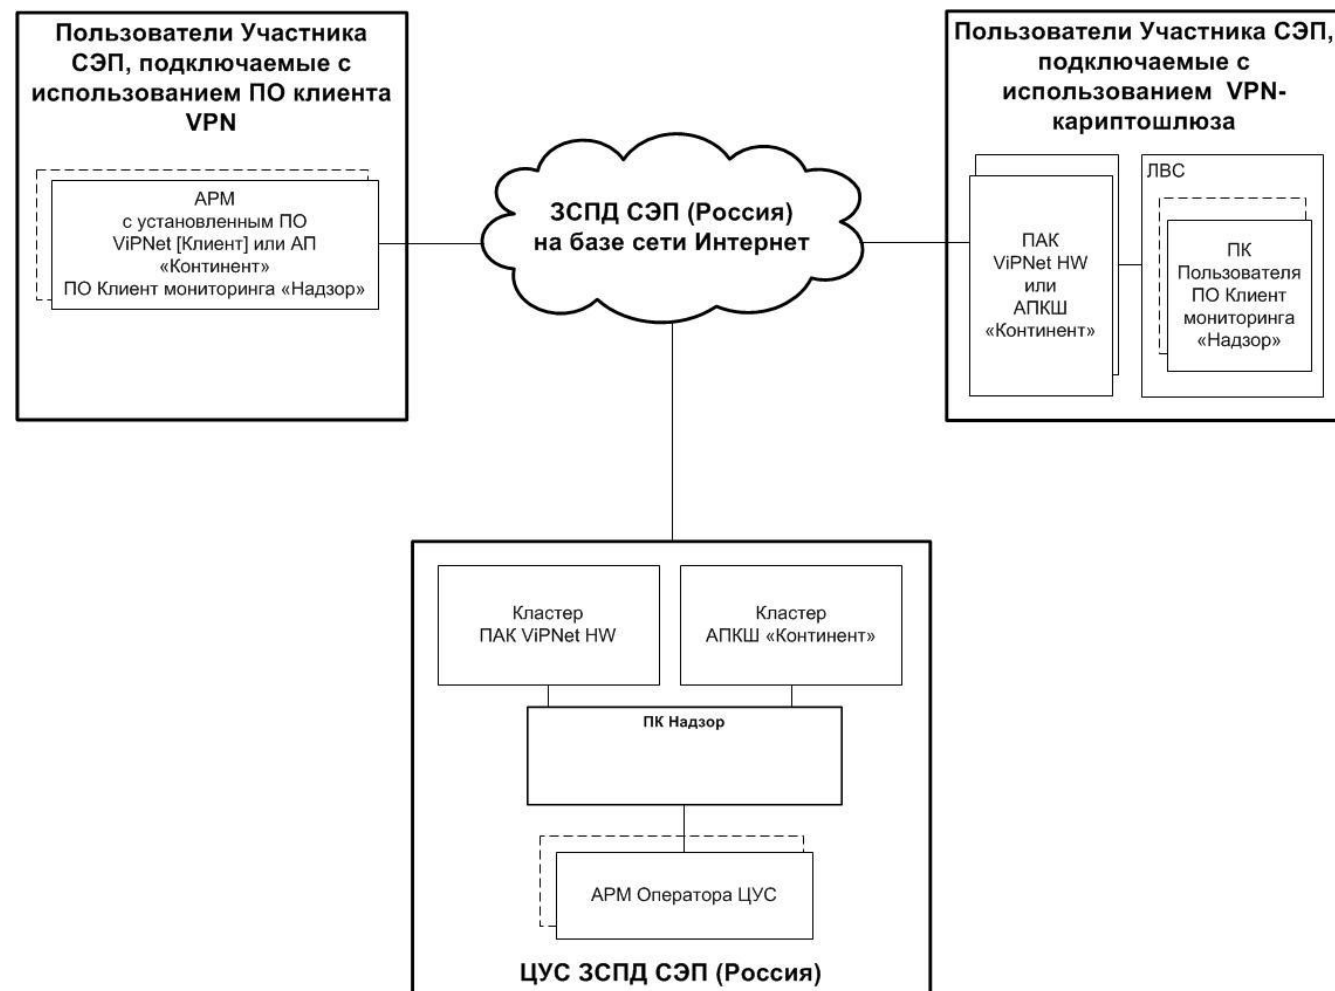 Пользователи Участника
СЭП, подключаемые с
использованием ПО клиента
VPN
АРМ
с установленным ПО
ViPNet [Клиент] или АП
«Континент»
ПО Клиент мониторинга «Надзор»
ЗСПД СЭП (Россия)
на базе сети Интернет
Пользователи Участника СЭП,
подключаемые с
использованием VPN-
кариптошлюза
ПАК
ViPNet HW
или
АПКШ
«Континент»
ЛВС
ПК
Пользователя
ПО Клиент
мониторинга
«Надзор»
Кластер
ПАК ViPNet HW
Кластер
АПКШ «Континент»
ПК Надзор
АРМ Оператора ЦУС
ЦУС ЗСПД СЭП (Россия)